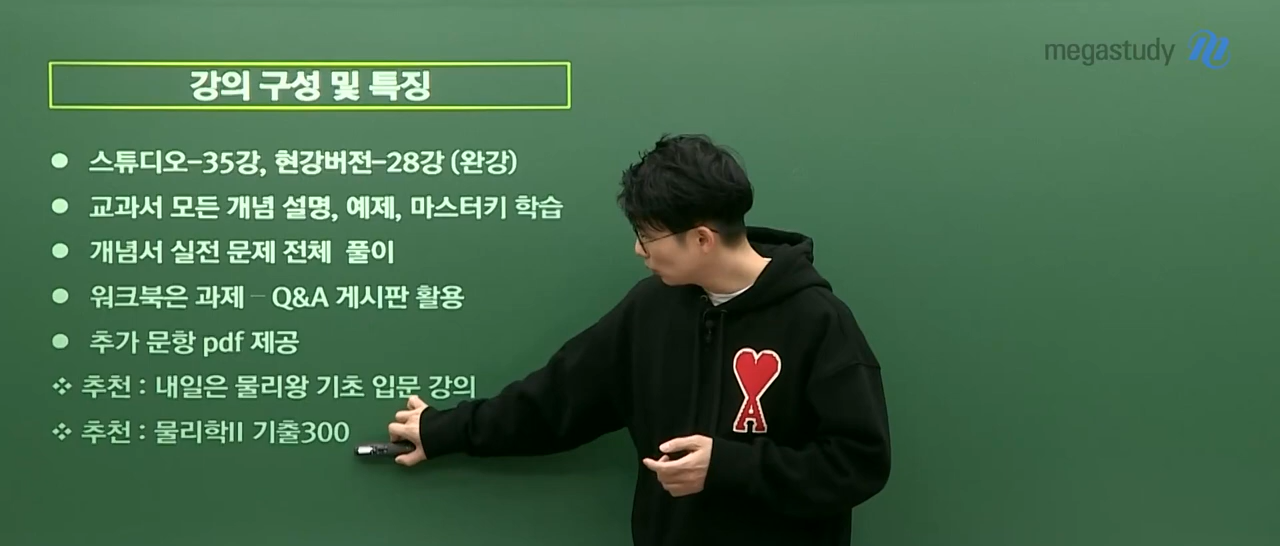 megastudy
강의 구성 및 특징
● 스튜디오-35강, 현강버전-28강 (완강)
● 교과서 모든 개념 설명, 예제, 마스터키 학습
● 개념서 실전 문제 전체 풀이
● 워크북은 과제 – Q&A 게시판 활용
● 추가 문항 pdf 제공
❖ 추천 : 내일은 물리왕 기초 입문 강의
❖ 추천 : 물리학II 기출300
A